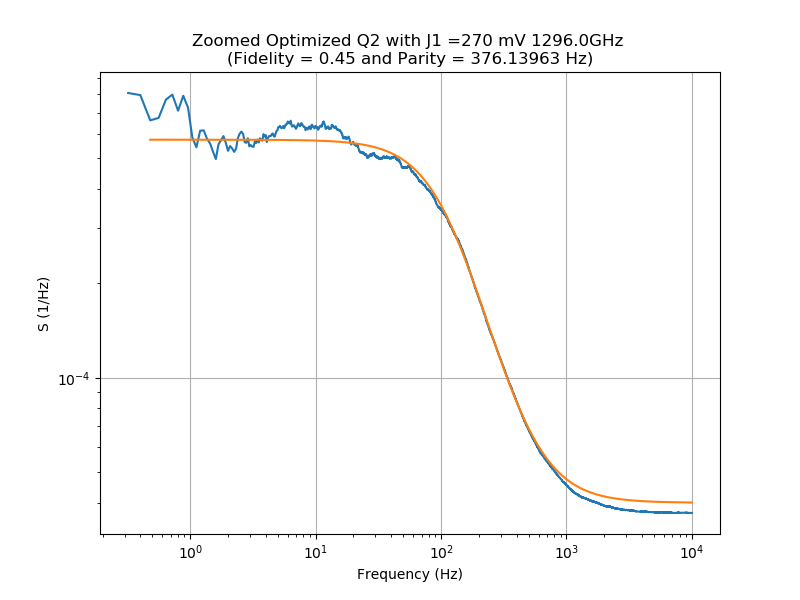 Zoomed Optimized Q2 with J1 =270 mV 1296.0GHz
(Fidelity = 0.45 and Parity = 376.13963 Hz)
S (1/Hz)
10⁻⁴
10⁰ 10¹ 10² 10³ 10⁴
Frequency (Hz)